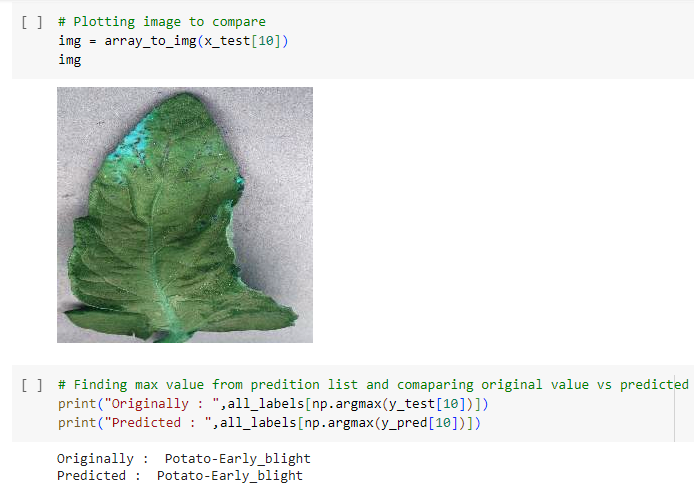 [ ] # Plotting image to compare
img = array_to_img(x_test[10])
img
[ ] # Finding max value from predition list and comaparing original value vs predicted
print("Originally : ",all_labels[np.argmax(y_test[10])])
print("Predicted : ",all_labels[np.argmax(y_pred[10])])
Originally :  Potato-Early_blight
Predicted :  Potato-Early_blight